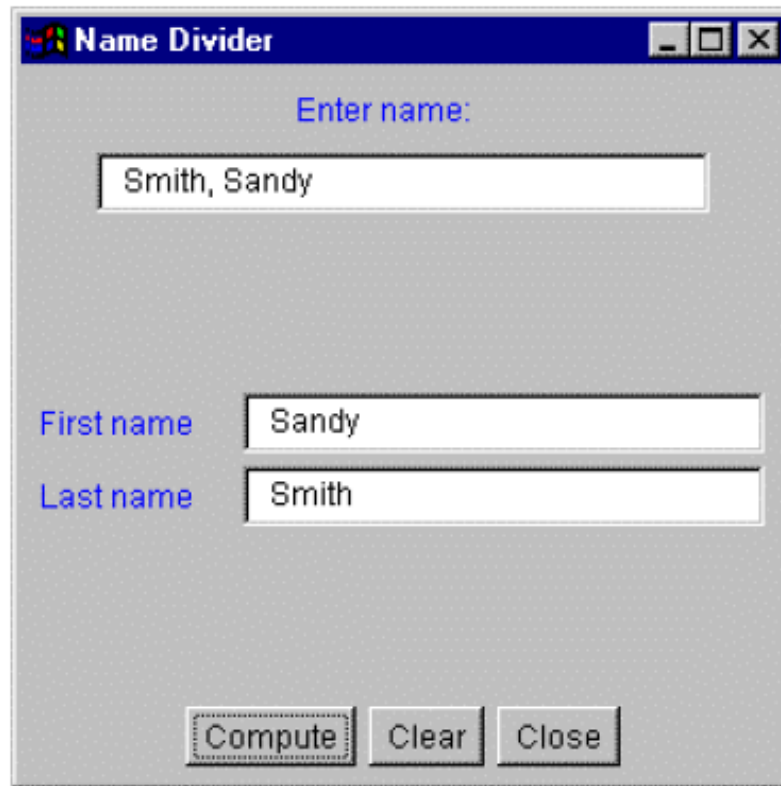 Name Divider
Enter name:
Smith, Sandy
First name Sandy
Last name Smith
Compute Clear Close